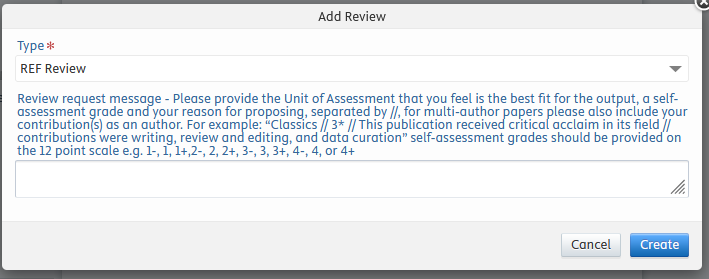 Add Review
Type*
REF Review
Review request message - Please provide the Unit of Assessment that you feel is the best fit for the output, a self-
assessment grade and your reason for proposing, separated by //, for multi-author papers please also include your
contribution(s) as an author. For example: “Classics // 3* // This publication received critical acclaim in its field //
contributions were writing, review and editing, and data curation” self-assessment grades should be provided on
the 12 point scale e.g. 1-, 1, 1+,2-, 2, 2+, 3-, 3, 3+, 4-, 4, or 4+
Cancel Create